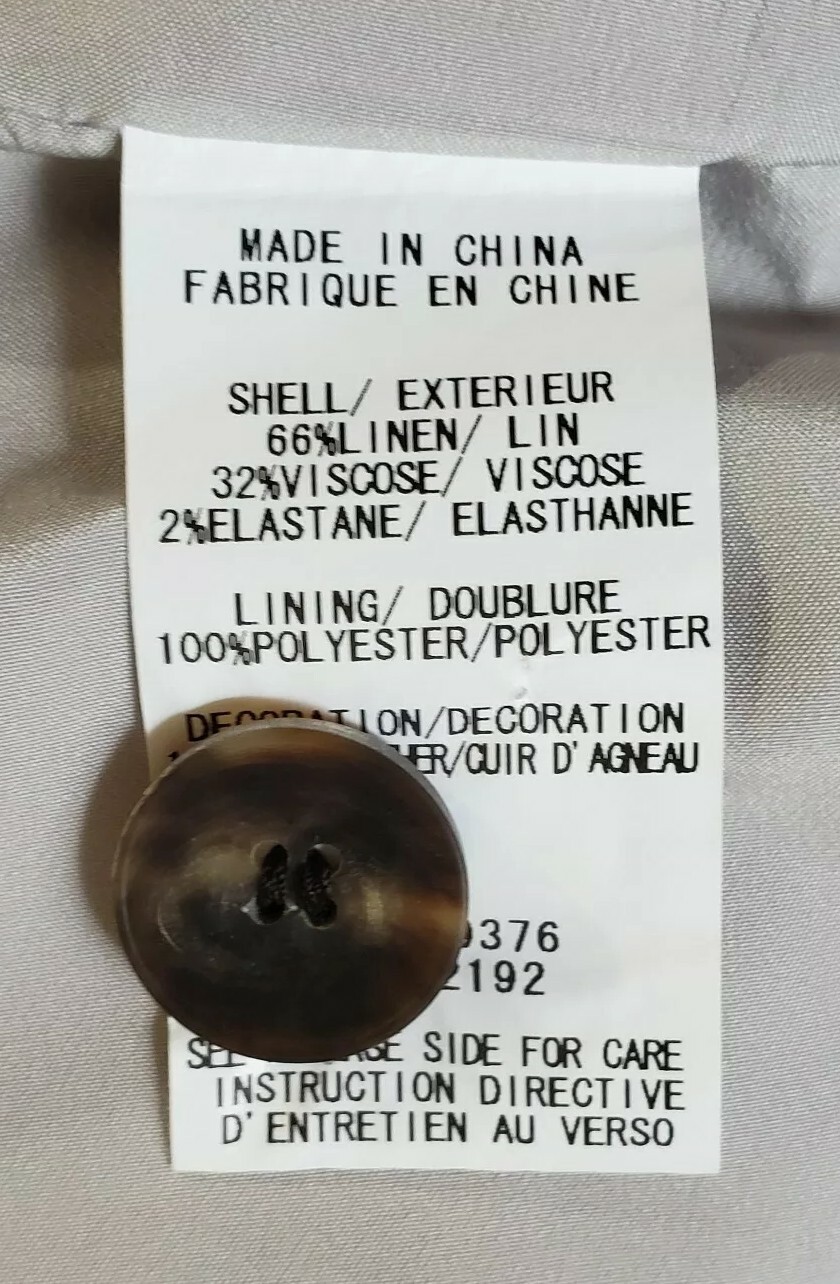 MADE IN CHINA
FABRIQUE EN CHINE
SHELL/ EXTERIEUR
66%LINEN/ LIN
32%VISCOSE/ VISCOSE
2%ELASTANE/ ELASTHANNE
LINING/ DOUBLURE
100%POLYESTER/POLYESTER
DECORATION/DECORATION
CUIR D'AGNEAU
376
2192
SIDE FOR CARE
INSTRUCTION DIRECTIVE
D'ENTRETIEN AU VERSO